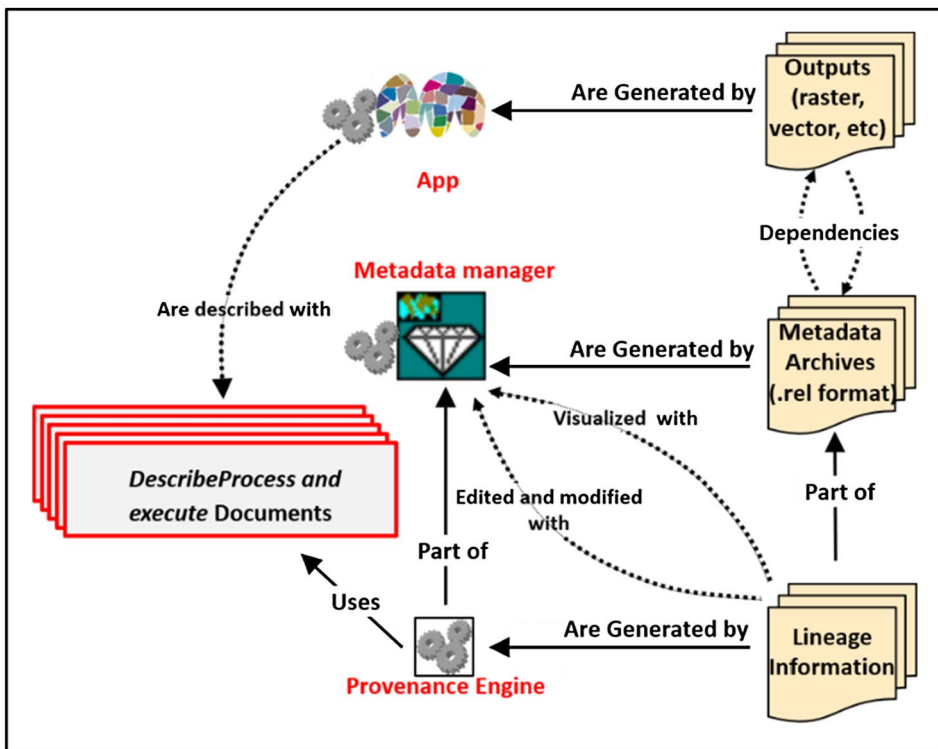 Outputs
(raster,
vector, etc)
Are Generated by
App
Dependencies
Metadata manager
Are described with
Metadata
Archives
(.rel format)
Are Generated by
Visualized with
DescribeProcess and
execute Documents
Edited and modified
with
Part of
Part of
Uses
Are Generated by
Lineage
Information
Provenance Engine